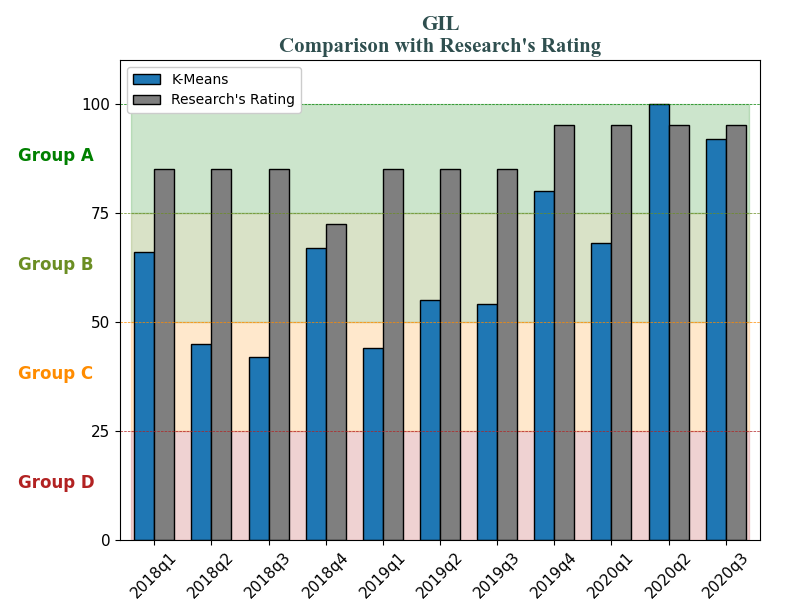 GIL
Comparison with Research's Rating
K-Means
Research's Rating
100
Group A
75
Group B
50
Group C
25
Group D
0
2018q1
2018q2
2018q3
2018q4
2019q1
2019q2
2019q3
2019q4
2020q1
2020q2
2020q3